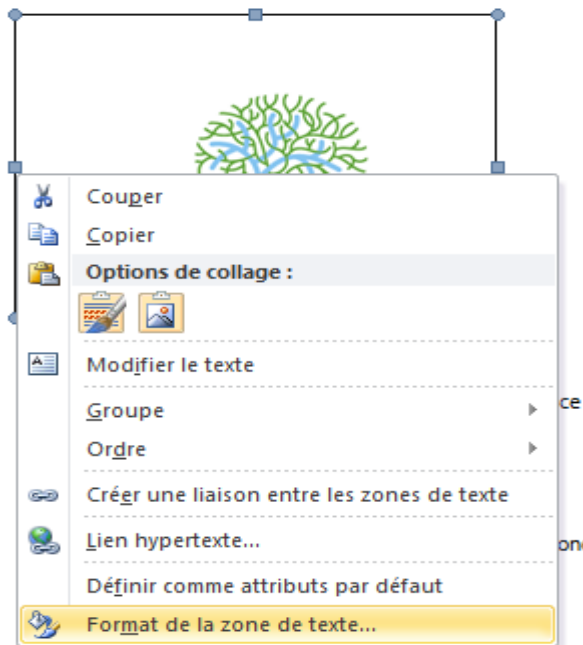 Couper
Copier
Options de collage :
Modifier le texte
Groupe
ce
Ordre
Créer une liaison entre les zones de texte
Lien hypertexte...
Définir comme attributs par défaut
Format de la zone de texte...